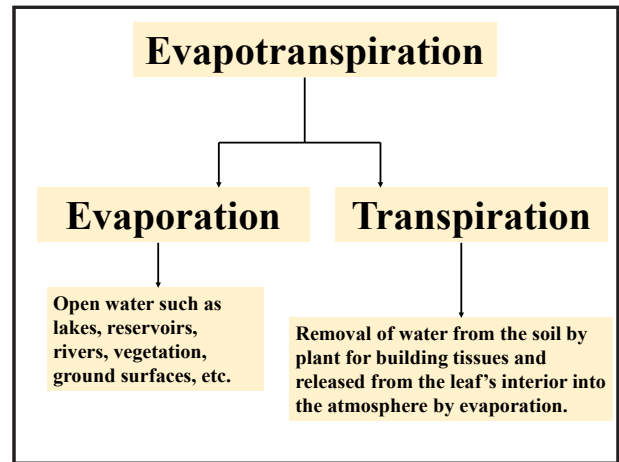 Evapotranspiration
Evaporation
Transpiration
Open water such as
lakes, reservoirs,
rivers, vegetation,
ground surfaces, etc.
Removal of water from the soil by
plant for building tissues and
released from the leaf's interior into
the atmosphere by evaporation.